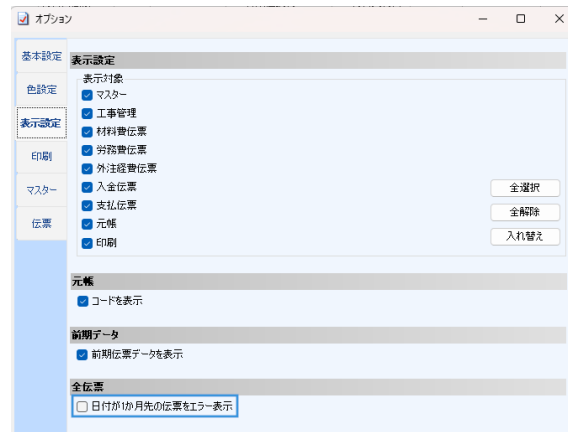 オプション
基本設定
色設定
表示設定
印刷
マスター
伝票
表示設定
表示対象
マスター
工事管理
材料費伝票
労務費伝票
外注経費伝票
入金伝票
支払伝票
元帳
印刷
全選択
全解除
入れ替え
元帳
コードを表示
前期データ
前期伝票データを表示
全伝票
日付が1か月先の伝票をエラー表示